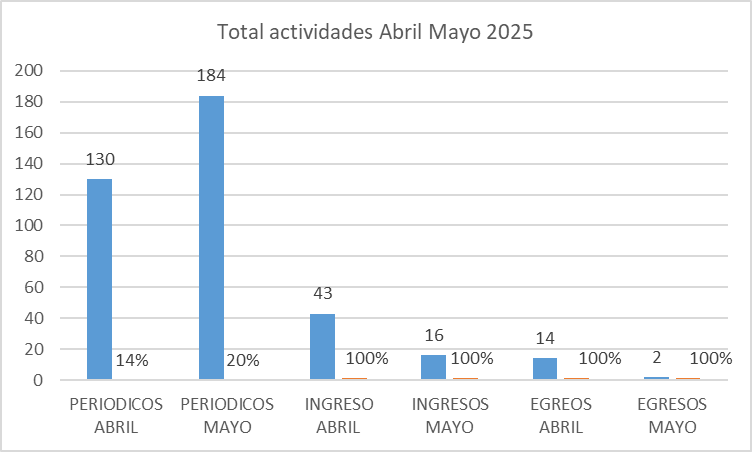 Total actividades Abril Mayo 2025
200
180
160
140
120
100
80
60
40
20
0
130
14%
184
20%
43
100%
16
100%
14
100%
2
100%
PERIODICOS
ABRIL
PERIODICOS
MAYO
INGRESO
ABRIL
INGRESOS
MAYO
EGREOS
ABRIL
EGRESOS
MAYO